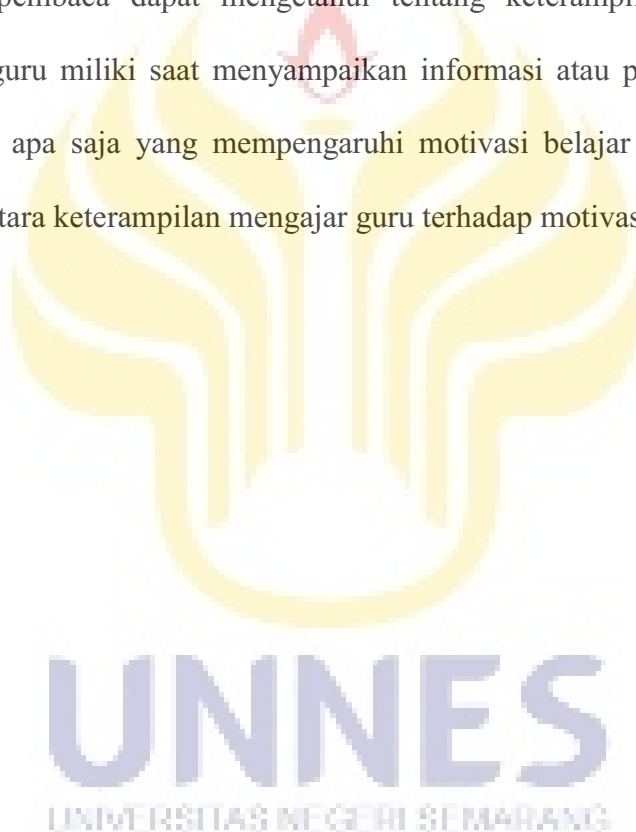 pembaca dapat mengetahui tentang
guru miliki saat menyampaikan informasi atau
apa saja yang mempengaruhi motivasi belajar
keterampilan mengajar guru terhadap
UNNES
UNIVERSITAS NEGERI SEMARANG